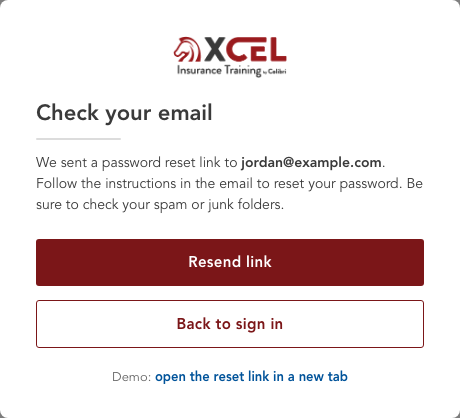 XCEL
Insurance Training by Colibri
Check your email
We sent a password reset link to jordan@example.com.
Follow the instructions in the email to reset your password. Be
sure to check your spam or junk folders.
Resend link
Back to sign in
Demo: open the reset link in a new tab